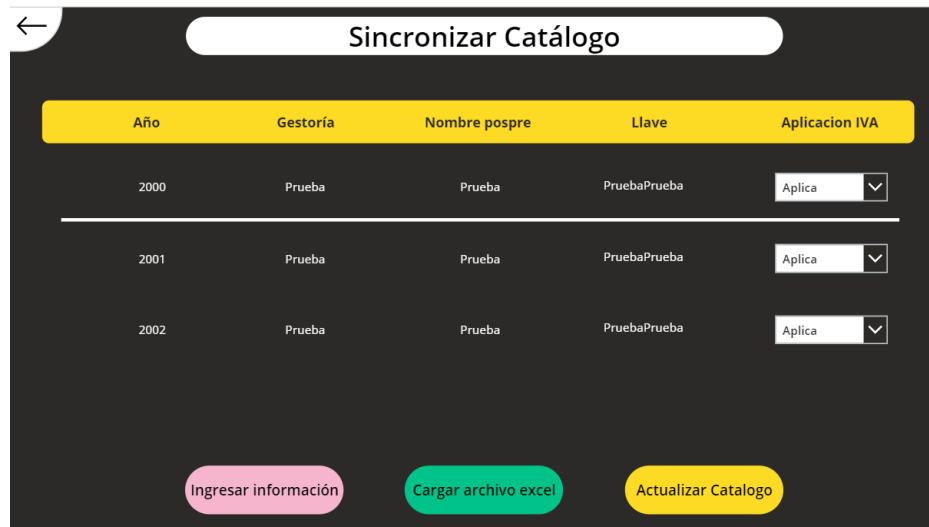 Sincronizar Catálogo
Año Gestoría Nombre pospre Llave Aplicacion IVA
2000 Prueba Prueba PruebaPrueba Aplica
2001 Prueba Prueba PruebaPrueba Aplica
2002 Prueba Prueba PruebaPrueba Aplica
Ingresar información Cargar archivo excel Actualizar Catalogo